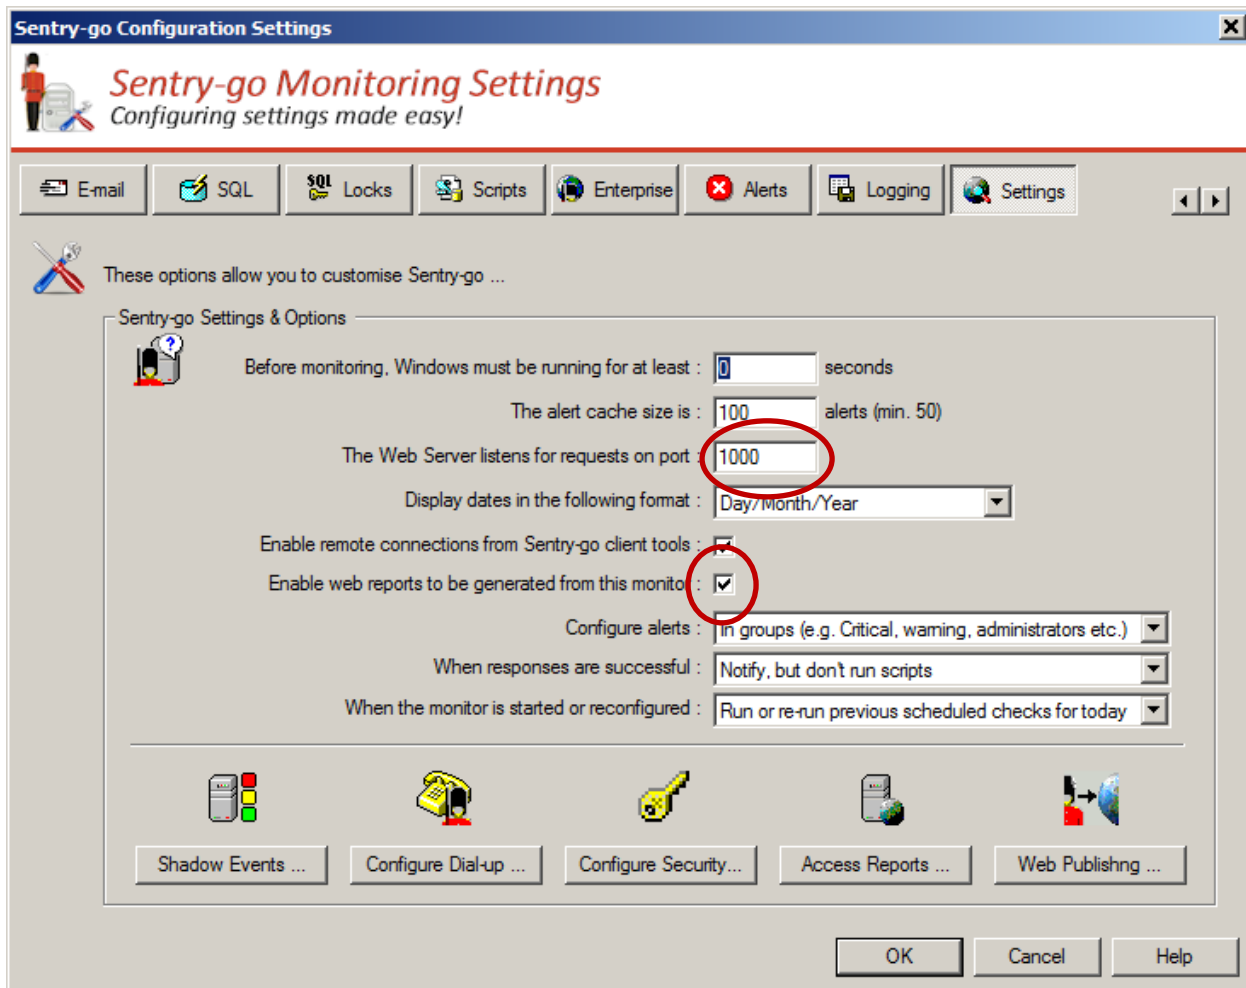 Sentry-go Configuration Settings
Sentry-go Monitoring Settings
Configuring settings made easy!
E-mail SQL SQL Locks Scripts Enterprise Alerts Logging Settings
These options allow you to customise Sentry-go ...
Sentry-go Settings & Options
Before monitoring, Windows must be running for at least : 0 seconds
The alert cache size is : 100 alerts (min. 50)
The Web Server listens for requests on port : 1000
Display dates in the following format : Day/Month/Year
Enable remote connections from Sentry-go client tools :
Enable web reports to be generated from this monitor :
Configure alerts : In groups (e.g. Critical, warning, administrators etc.)
When responses are successful : Notify, but don't run scripts
When the monitor is started or reconfigured : Run or re-run previous scheduled checks for today
Shadow Events ... Configure Dial-up ... Configure Security... Access Reports ... Web Publishng ...
OK Cancel Help